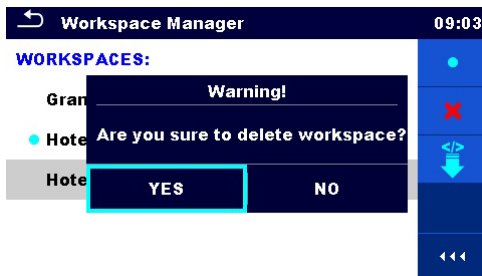 Workspace Manager 09:03
WORKSPACES:
Gran
Warning!
Are you sure to delete workspace?
Hote
Hote
YES NO